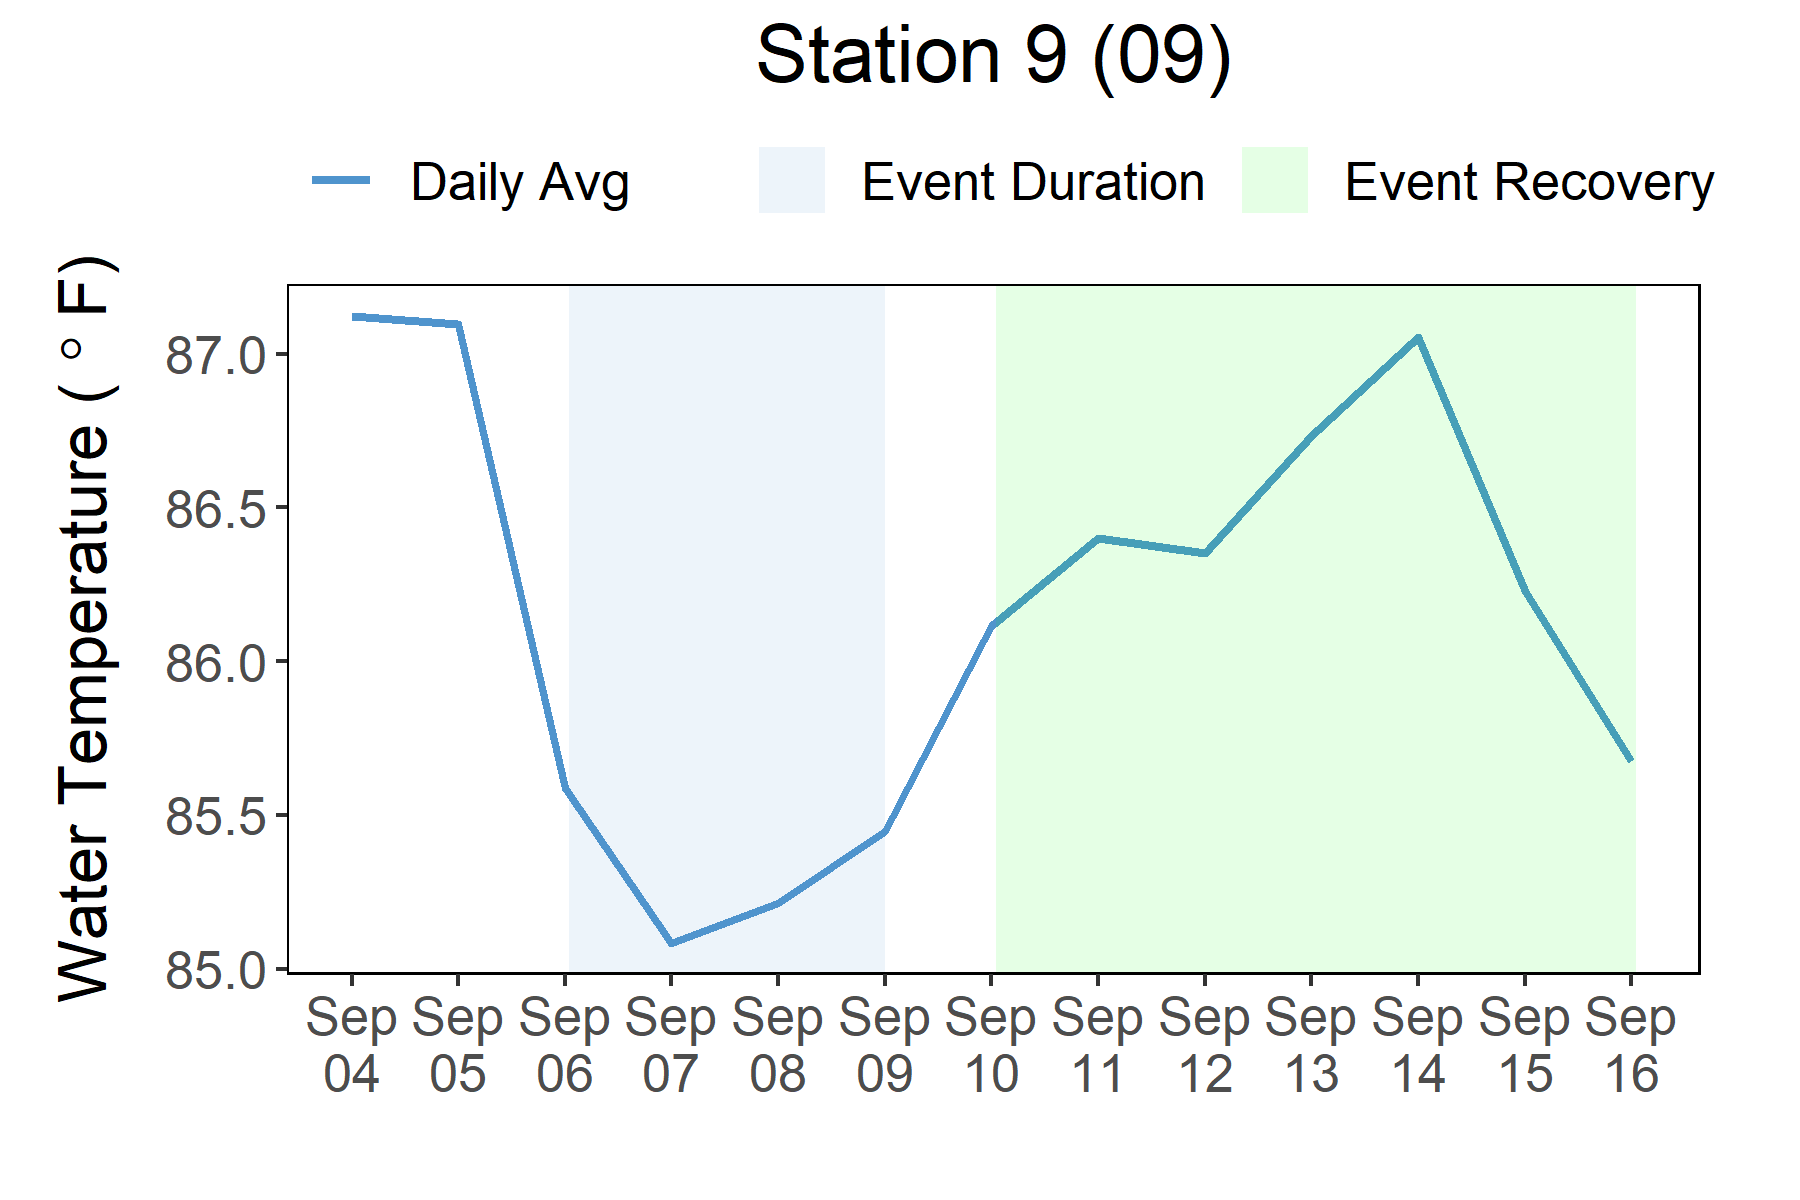 Station 9 (09)
Daily Avg Event Duration Event Recovery
Water Temperature ( ° F)
87.0
86.5
86.0
85.5
85.0
Sep Sep Sep Sep Sep Sep Sep Sep Sep Sep Sep Sep Sep
04 05 06 07 08 09 10 11 12 13 14 15 16